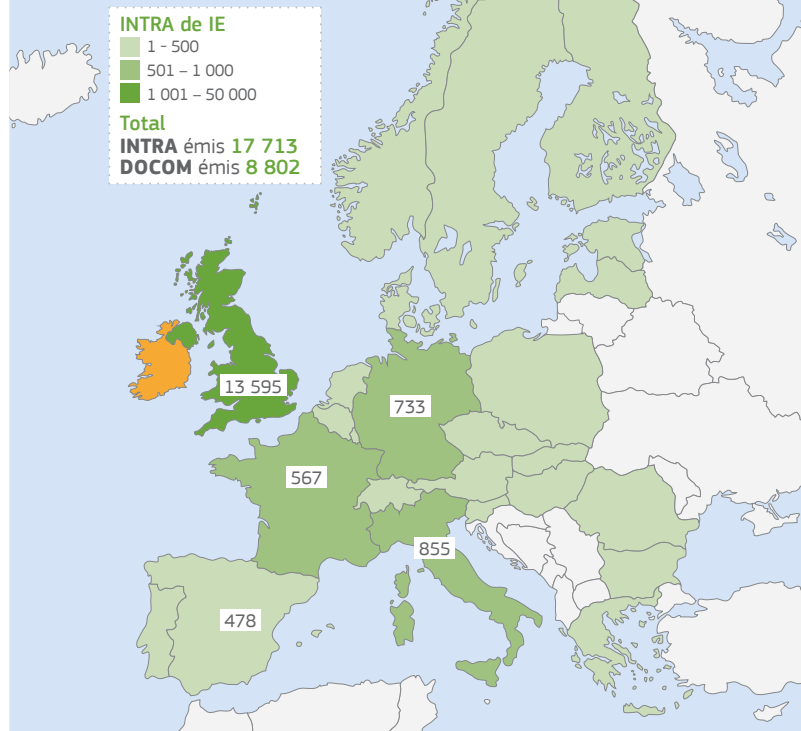 INTRA de IE
1 - 500
501 – 1 000
1 001 – 50 000
Total
INTRA émis 17 713
DOCOM émis 8 802
13 595
733
567
855
478